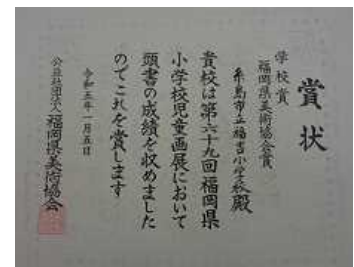 賞状
学校賞
福岡県美術協会賞
糸島市立福吉小学校殿
貴校は第六十九回福岡県
小学校児童画展において
頭書の成績を収めました
のでこれを賞します
令和五年一月五日
公益社団法人福岡県美術協会